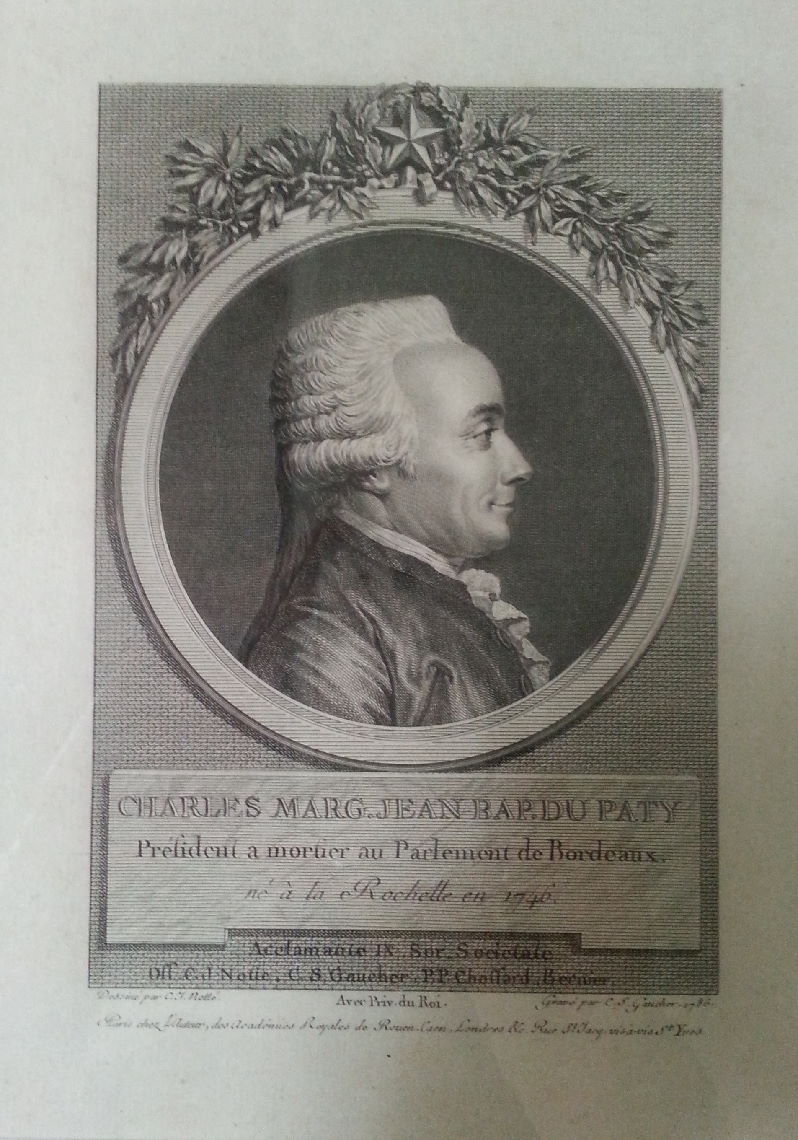 CHARLES MARG. JEAN BAP. DU PATY
Président a mortier au Parlement de Bordeaux.
né à la Rochelle en 1746.
Acclamante IX Sor. Societate
Off. C. J. Notte, C. S. Gaucher, P. P. Choffard, Bernier.
Dessiné par C. J. Notté.
Avec Priv. du Roi.
Gravé par C. S. Gaucher. 1786.
A Paris chez l'Auteur, des Académies Royales de Rouen, Caen, Londres &c. Rue St. Jacq. vis-à-vis St. Yves